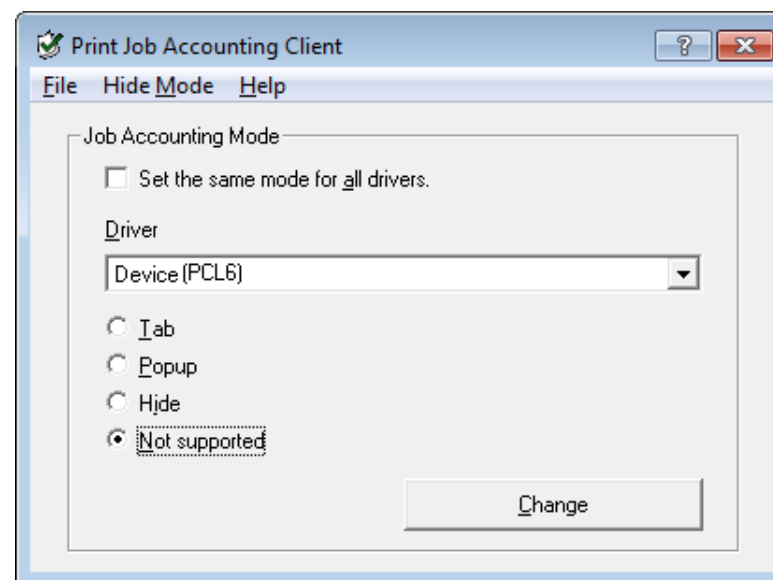 Print Job Accounting Client
File Hide Mode Help
Job Accounting Mode
Set the same mode for all drivers.
Driver
Device (PCL6)
Tab
Popup
Hide
Not supported
Change